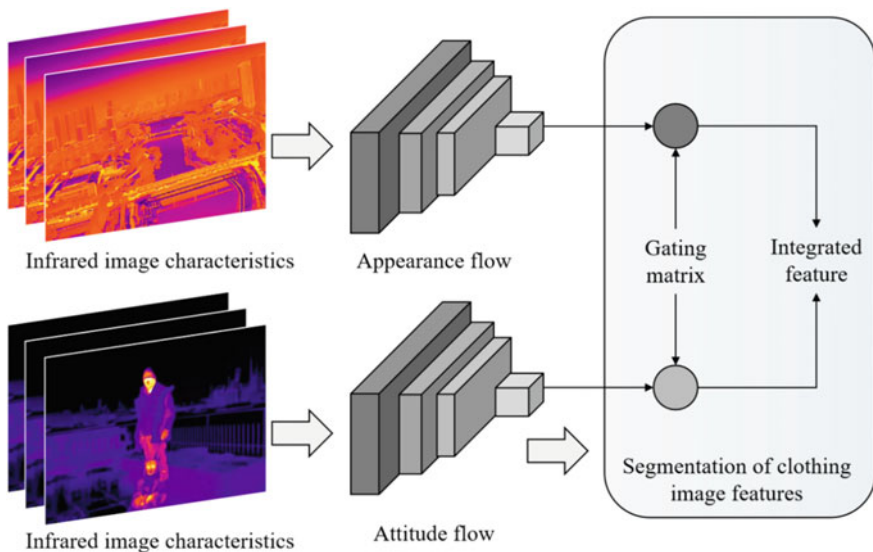 Infrared image characteristics
Appearance flow
Gating
matrix
Integrated
feature
Infrared image characteristics
Attitude flow
Segmentation of clothing
image features